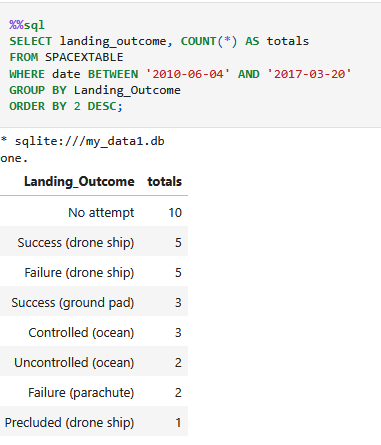 %%sql
SELECT landing_outcome, COUNT(*) AS totals
FROM SPACEXTABLE
WHERE date BETWEEN '2010-06-04' AND '2017-03-20'
GROUP BY Landing_Outcome
ORDER BY 2 DESC;
* sqlite:///my_data1.db
one.
Landing_Outcome totals
No attempt 10
Success (drone ship) 5
Failure (drone ship) 5
Success (ground pad) 3
Controlled (ocean) 3
Uncontrolled (ocean) 2
Failure (parachute) 2
Precluded (drone ship) 1